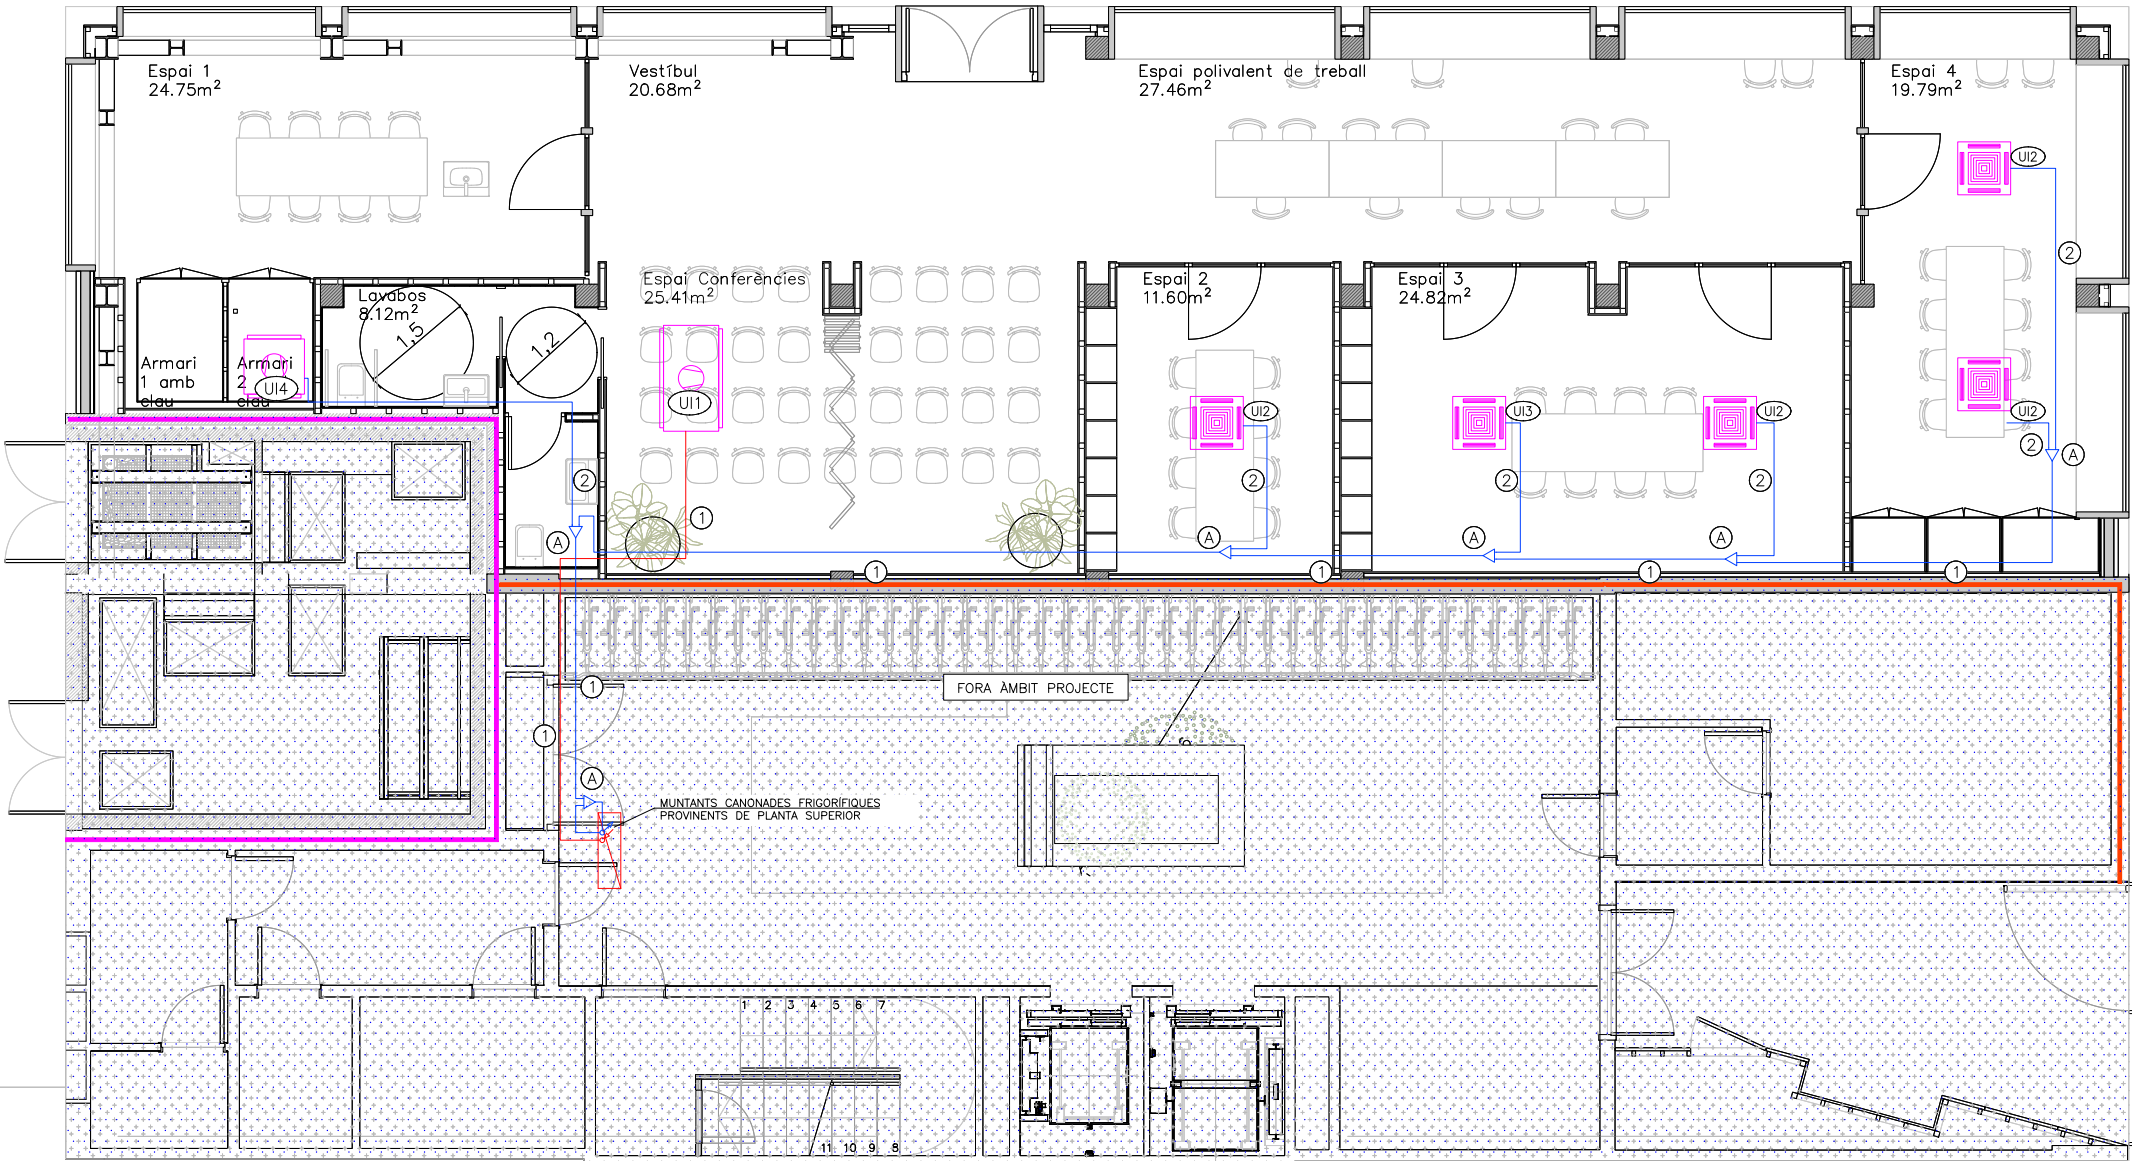 Espai 1
24.75m²
Vestíbul
20.68m²
Espai polivalent de treball
27.46m²
Espai 4
19.79m²
UI2
2
Espai Conferències
25.41m²
Espai 2
11.60m²
Espai 3
24.82m²
Lavabos
8.12m²
1,5
1,2
Armari
1 amb
clau
Armari
2
clau
UI4
UI1
UI2
UI3
UI2
UI2
2
A
2
2
2
2
1
A
A
A
A
1
1
1
1
1
FORA ÀMBIT PROJECTE
1
A
MUNTANTS CANONADES FRIGORÍFIQUES
PROVINENTS DE PLANTA SUPERIOR
1 2 3 4 5 6 7
11 10 9 8